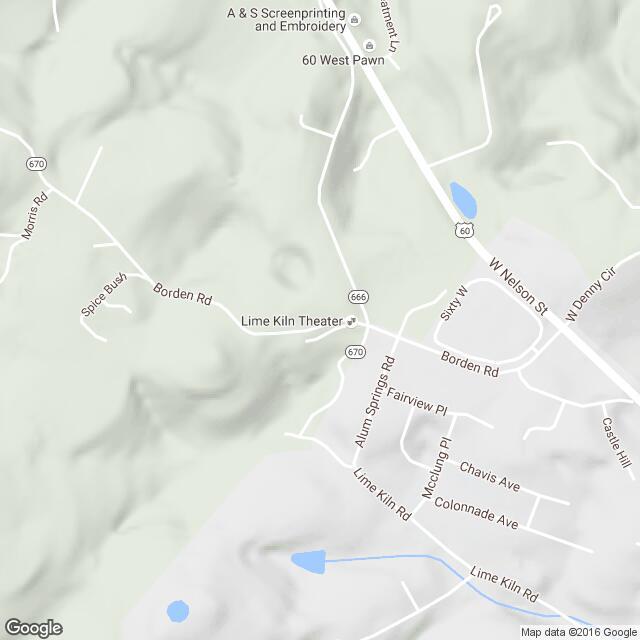 A & S Screenprinting
and Embroidery
60 West Pawn
670
Morris Rd
60
W Nelson St
W Denny Cir
Spice Bush
Borden Rd
666
Sixty W
Lime Kiln Theater
670
Borden Rd
Alum Springs Rd
Fairview Pl
Castle Hill
Mcclung Pl
Chavis Ave
Lime Kiln Rd
Colonnade Ave
Lime Kiln Rd
Google
Map data ©2016 Google